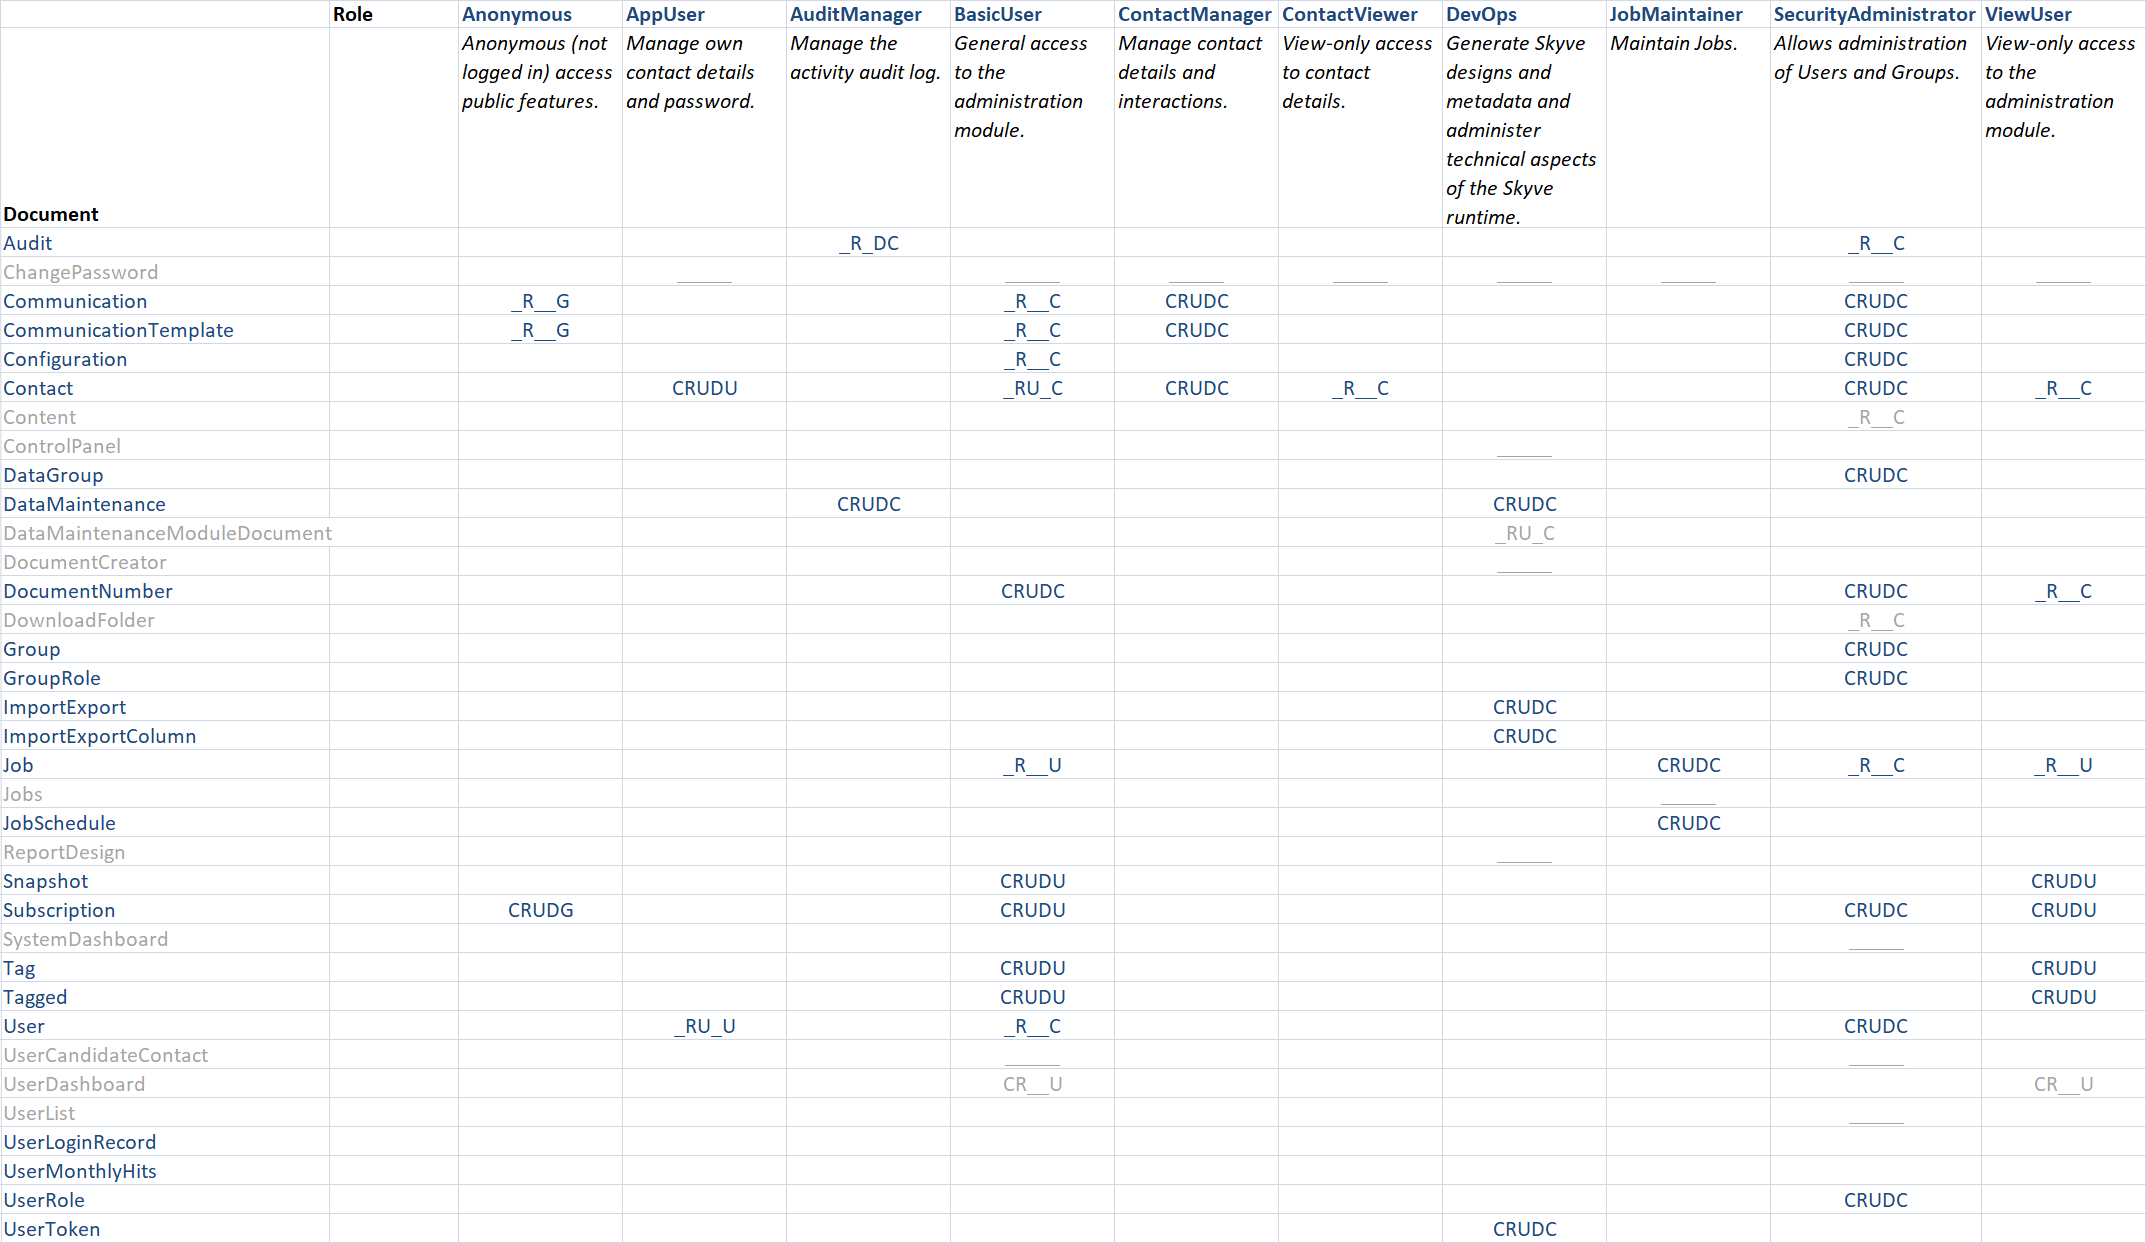 Role Anonymous AppUser AuditManager BasicUser ContactManager ContactViewer DevOps JobMaintainer SecurityAdministrator ViewUser
Anonymous (not Manage own Manage the General access Manage contact View-only access Generate Skyve Maintain Jobs. Allows administration View-only access
logged in) access contact details activity audit log. to the details and to contact designs and of Users and Groups. to the
public features. and password. administration interactions. details. metadata and administration
module. administer module.
technical aspects
of the Skyve
Document runtime.
Audit _R_DC _R__C
ChangePassword _____ _____ _____ _____ _____ _____ _____ _____
Communication _R__G _R__C CRUDC CRUDC
CommunicationTemplate _R__G _R__C CRUDC CRUDC
Configuration _R__C CRUDC
Contact CRUDU _RU_C CRUDC _R__C CRUDC _R__C
Content _R__C
ControlPanel _____
DataGroup CRUDC
DataMaintenance CRUDC CRUDC
DataMaintenanceModuleDocument _RU_C
DocumentCreator _____
DocumentNumber CRUDC CRUDC _R__C
DownloadFolder _R__C
Group CRUDC
GroupRole CRUDC
ImportExport CRUDC
ImportExportColumn CRUDC
Job _R__U CRUDC _R__C _R__U
Jobs _____
JobSchedule CRUDC
ReportDesign _____
Snapshot CRUDU CRUDU
Subscription CRUDG CRUDU CRUDC CRUDU
SystemDashboard _____
Tag CRUDU CRUDU
Tagged CRUDU CRUDU
User _RU_U _R__C CRUDC
UserCandidateContact _____ _____
UserDashboard CR__U CR__U
UserList _____
UserLoginRecord
UserMonthlyHits
UserRole CRUDC
UserToken CRUDC